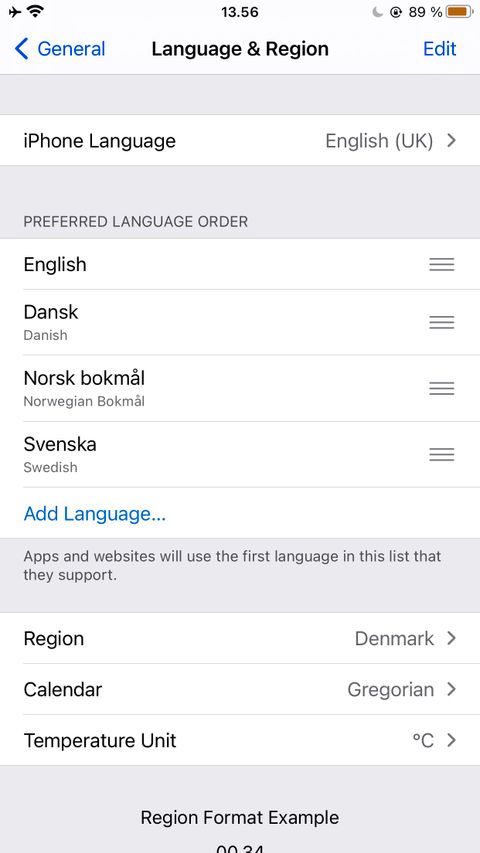 13.56
89 %
General
Language & Region
Edit
iPhone Language
English (UK)
PREFERRED LANGUAGE ORDER
English
Dansk
Danish
Norsk bokmål
Norwegian Bokmål
Svenska
Swedish
Add Language...
Apps and websites will use the first language in this list that
they support.
Region
Denmark
Calendar
Gregorian
Temperature Unit
°C
Region Format Example
00.34